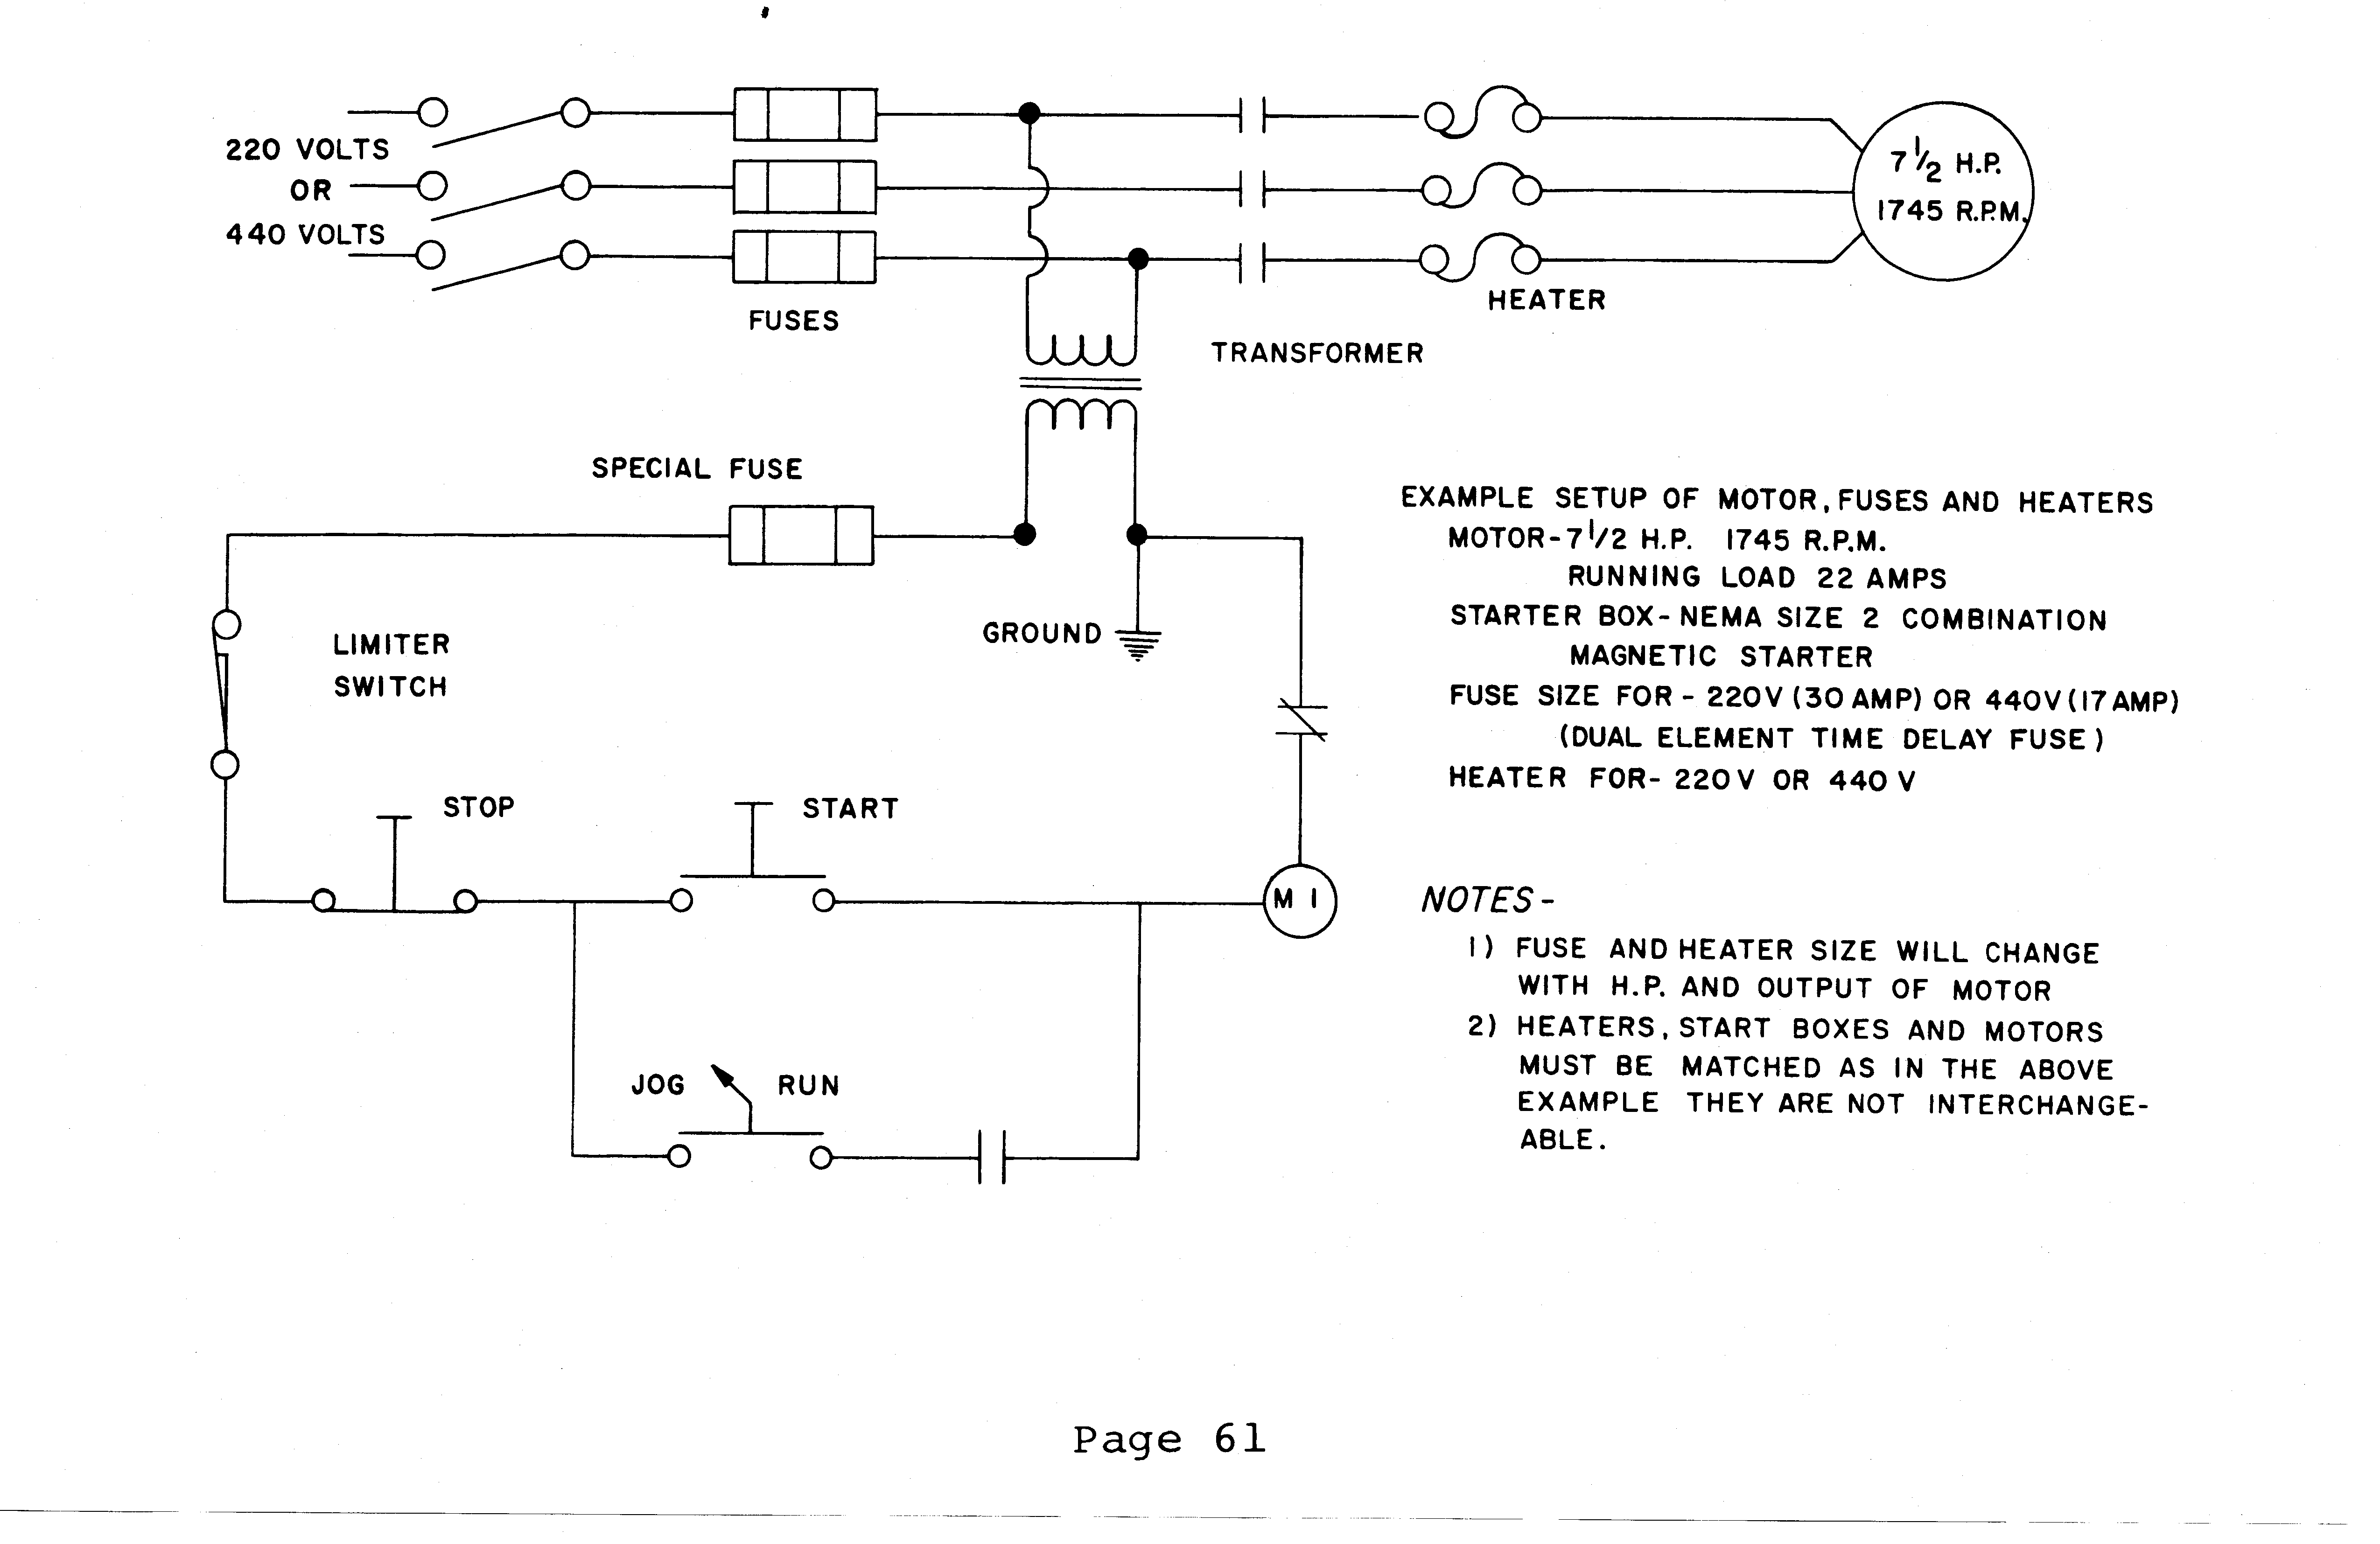 220 VOLTS
OR
440 VOLTS
7 1/2 H.P.
1745 R.P.M.
FUSES
HEATER
TRANSFORMER
SPECIAL FUSE
GROUND
LIMITER
SWITCH
STOP
START
M 1
JOG
RUN
EXAMPLE SETUP OF MOTOR, FUSES AND HEATERS
MOTOR-7 1/2 H.P. 1745 R.P.M.
RUNNING LOAD 22 AMPS
STARTER BOX- NEMA SIZE 2 COMBINATION
MAGNETIC STARTER
FUSE SIZE FOR - 220V (30 AMP) OR 440V (17 AMP)
(DUAL ELEMENT TIME DELAY FUSE)
HEATER FOR- 220 V OR 440 V
NOTES -
1) FUSE AND HEATER SIZE WILL CHANGE
WITH H.P. AND OUTPUT OF MOTOR
2) HEATERS, START BOXES AND MOTORS
MUST BE MATCHED AS IN THE ABOVE
EXAMPLE THEY ARE NOT INTERCHANGE-
ABLE.
Page 61